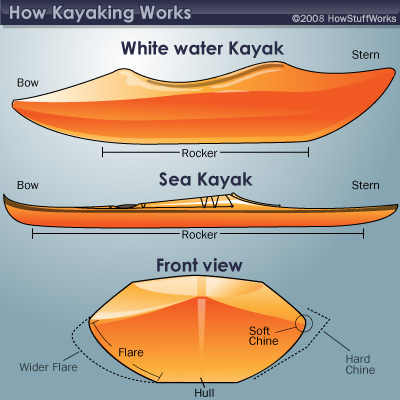 How Kayaking Works
©2008 HowStuffWorks
White water Kayak
Bow
Stern
Rocker
Sea Kayak
Bow
Stern
Rocker
Front view
Soft
Chine
Flare
Wider Flare
Hard
Chine
Hull